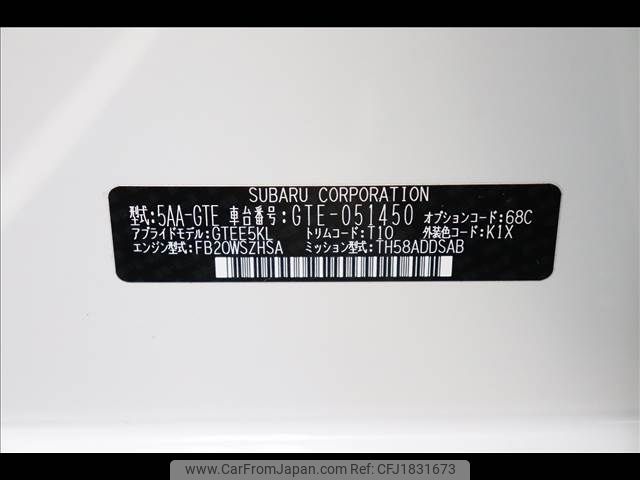 SUBARU CORPORATION
型式:5AA-GTE 車台番号:GTE-051450 オプションコード:68C
アプライドモデル:GTEE5KL トリムコード:T10 外装色コード:K1X
エンジン型式:FB20WSZHSA ミッション型式:TH58ADDSAB
www.CarFromJapan.com | REF ID: CFJ1831673